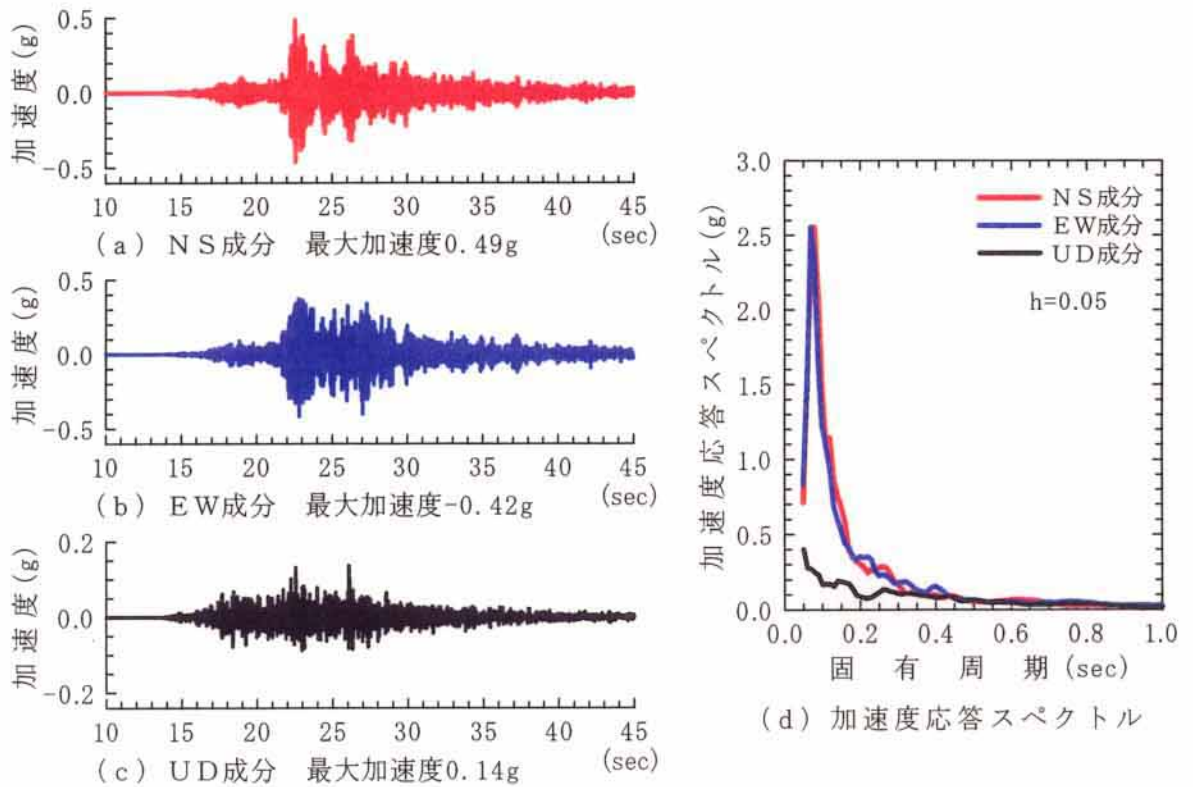 加速度(g)
0.5
0.0
-0.5
10 15 20 25 30 35 40 45
(a) NS成分 最大加速度0.49g (sec)
加速度(g)
0.5
0.0
-0.5
10 15 20 25 30 35 40 45
(b) EW成分 最大加速度-0.42g (sec)
加速度(g)
0.2
0.0
-0.2
10 15 20 25 30 35 40 45
(c) UD成分 最大加速度0.14g (sec)
加速度応答スペクトル(g)
3.0
2.5
2.0
1.5
1.0
0.5
0.0
NS成分
EW成分
UD成分
h=0.05
0.0 0.2 0.4 0.6 0.8 1.0
固有周期(sec)
(d) 加速度応答スペクトル